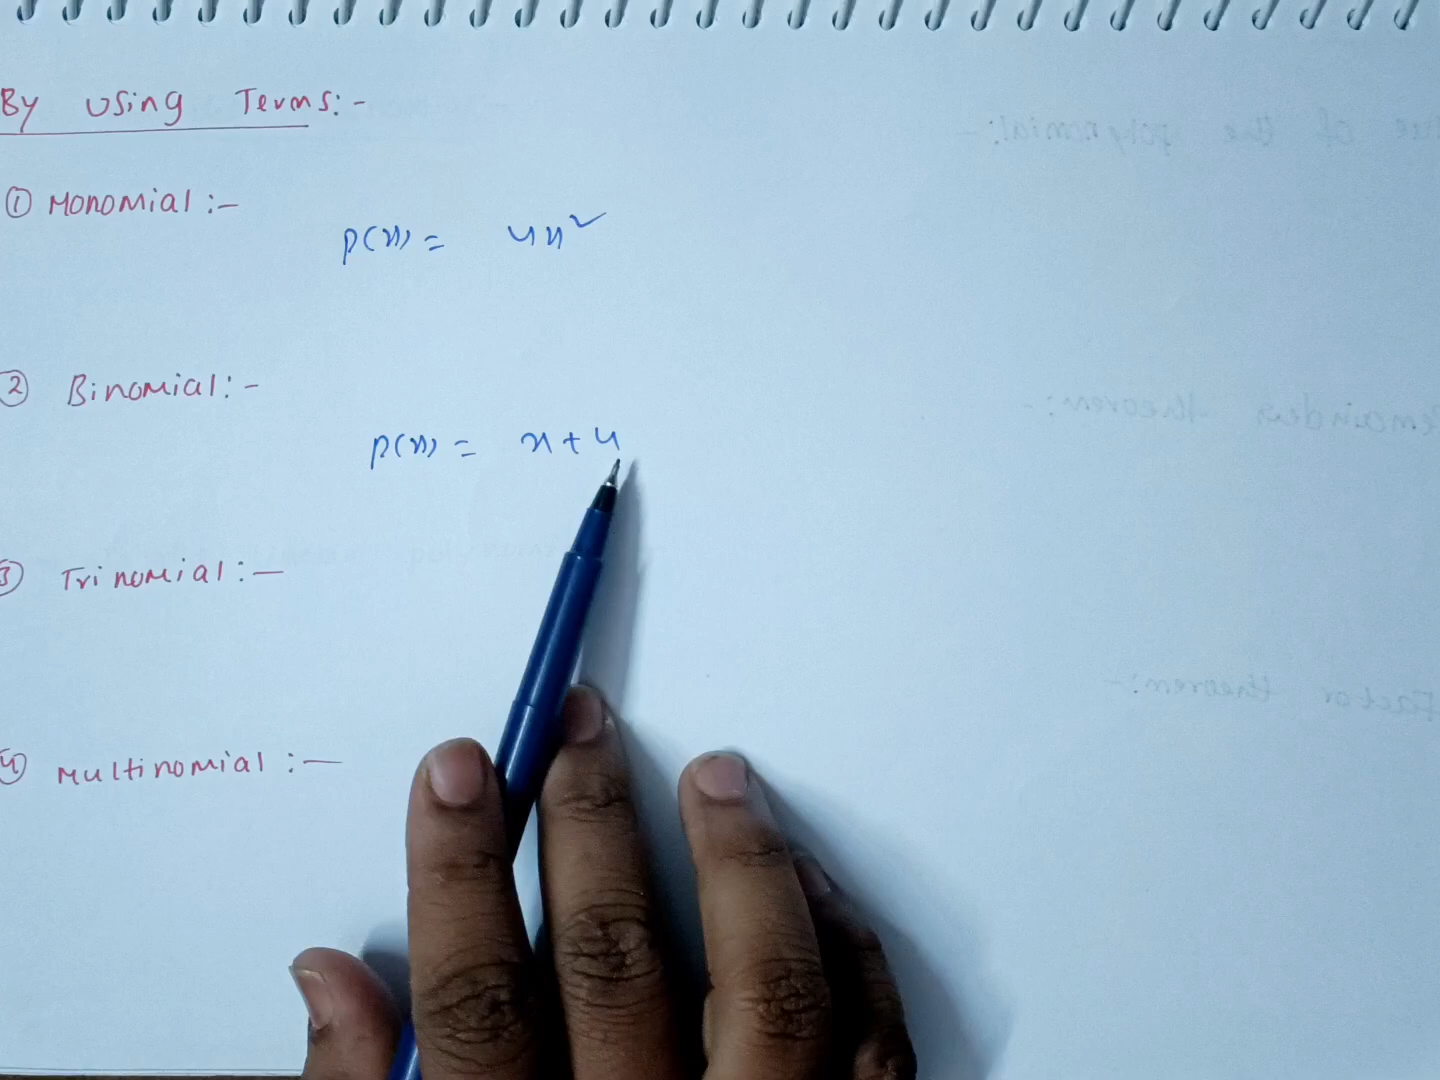 By Using Terms:-
① Monomial :-
p(x) = 4x²
② Binomial :-
p(x) = x + 4
③ Trinomial :-
④ Multinomial :-